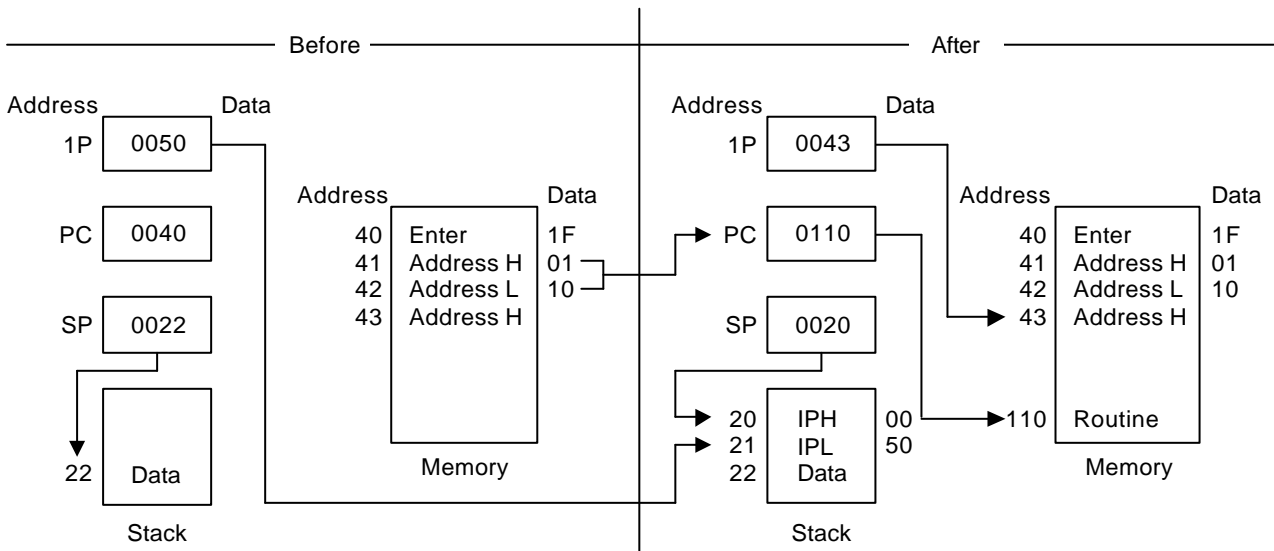 Before
Address Data
1P 0050
PC 0040
SP 0022
22 Data
Stack
Address Data
40 Enter 1F
41 Address H 01
42 Address L 10
43 Address H
Memory
After
Address Data
1P 0043
PC 0110
SP 0020
20 IPH 00
21 IPL 50
22 Data
Stack
Address Data
40 Enter 1F
41 Address H 01
42 Address L 10
43 Address H
110 Routine
Memory